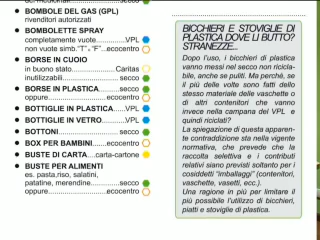 BOMBOLE DEL GAS (GPL)
rivenditori autorizzati
BOMBOLETTE SPRAY
completamente vuote...............VPL
non vuote simb."T"-F"...ecocentro
BORSE IN CUOIO
in buono stato....................Caritas
inutilizzabili...................... secco
BORSE IN PLASTICA...........secco
oppure.........................ecocentro
BOTTIGLIE IN PLASTICA......VPL
BOTTIGLIE IN VETRO...........VPL
BOTTONI............................ secco
BOX PER BAMBINI.......ecocentro
BUSTE DI CARTA....carta-cartone
BUSTE PER ALIMENTI
es. pasta,riso, salatini,
patatine, merendine............secco
oppure.........................ecocentro
BICCHIERI E STOVIGLIE DI
PLASTICA DOVE LI BUTTO?
STRANEZZE...
Dopo l'uso, i bicchieri di plastica
vanno messi nel secco non ricicla-
bile, anche se puliti. Ma perché, se
il più delle volte sono fatti dello
stesso materiale delle vaschette o
di altri contenitori che vanno
invece nella campana del VPL e
quindi riciclati?
La spiegazione di questa apparen-
te contraddizione sta nella vigente
normativa, che prevede che la
raccolta selettiva e i contributi
relativi siano previsti soltanto per i
cosiddetti "imballaggi" (contenitori,
vaschette, vasetti, ecc.).
Una ragione in più per limitare il
più possibile l'utilizzo di bicchieri,
piatti e stoviglie di plastica.